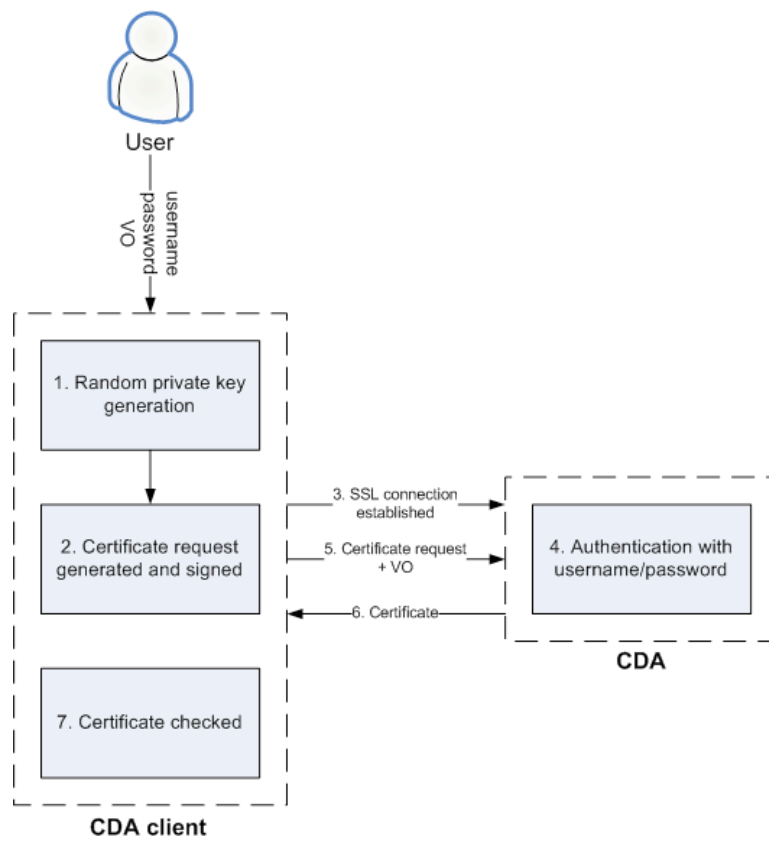 User
username
password
VO
1. Random private key
generation
2. Certificate request
generated and signed
3. SSL connection
established
5. Certificate request
+ VO
6. Certificate
4. Authentication with
username/password
CDA
7. Certificate checked
CDA client